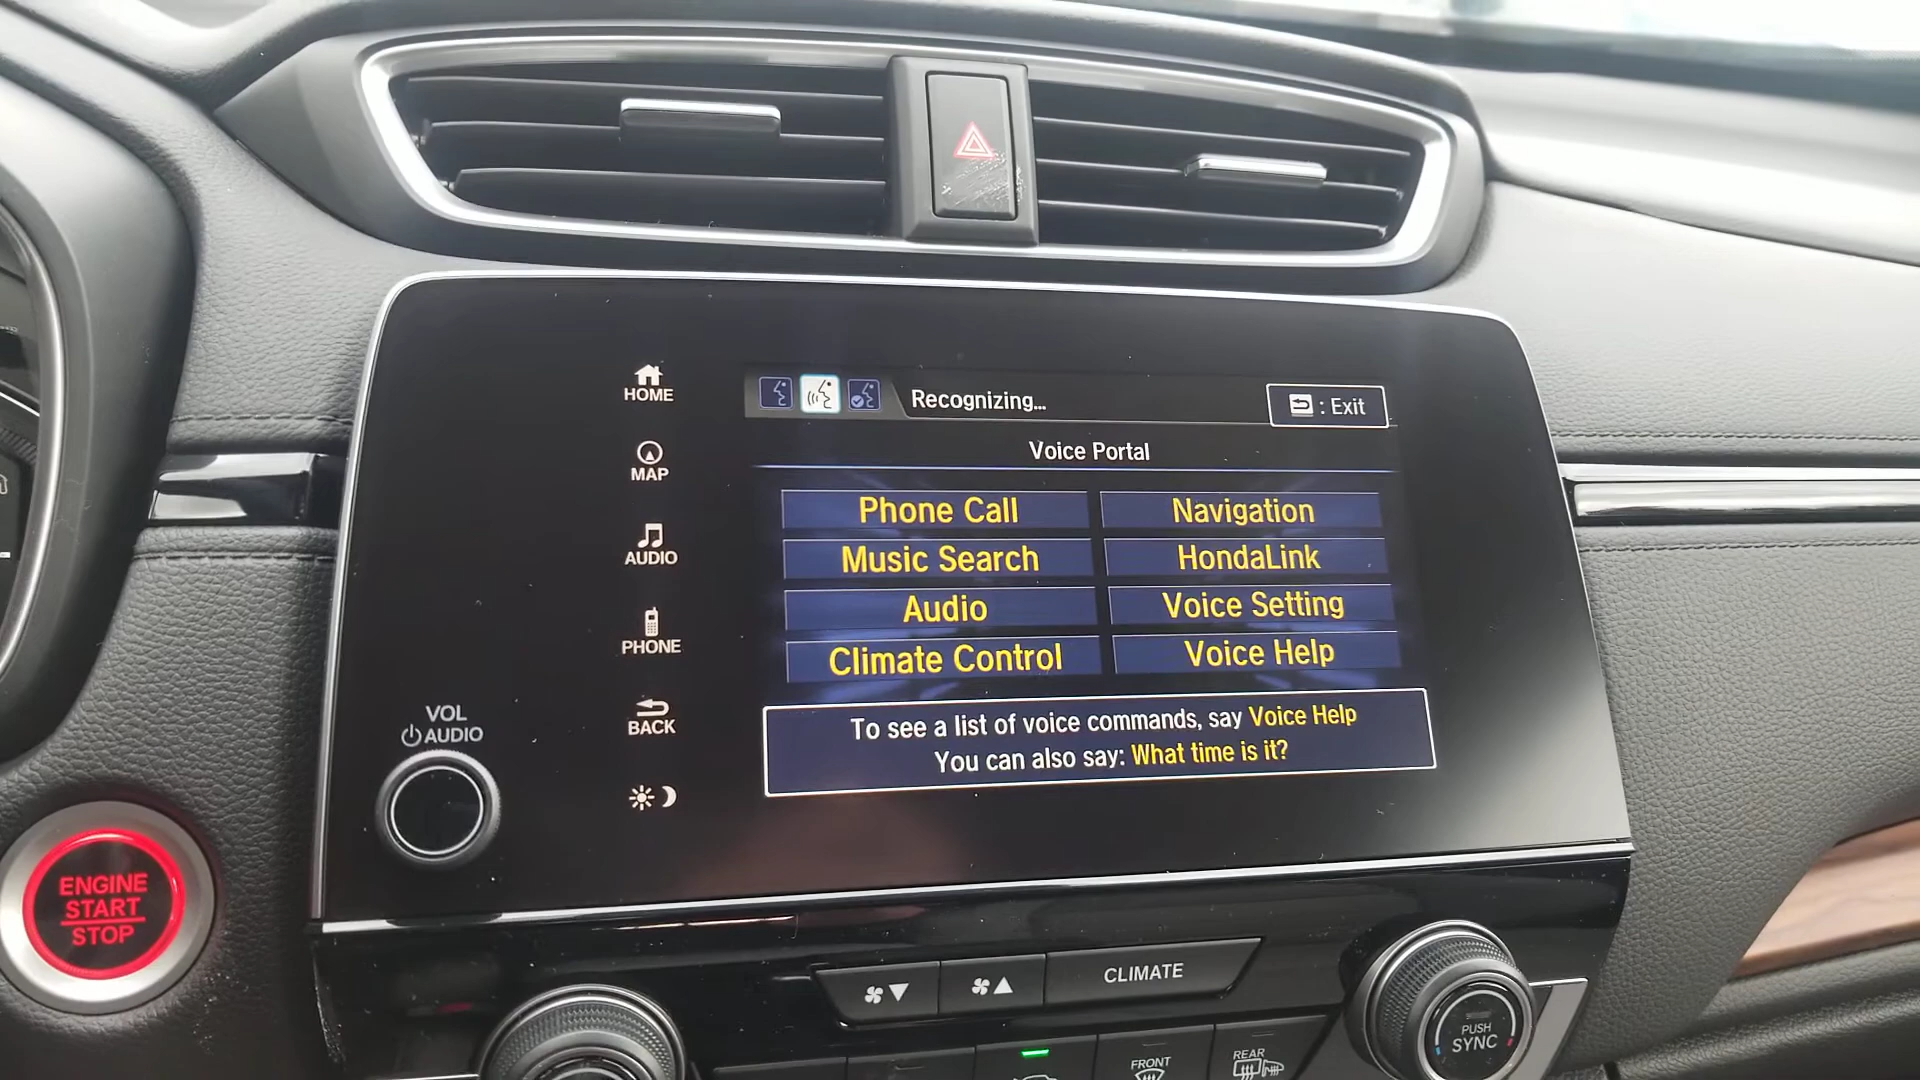 HOME
MAP
AUDIO
PHONE
BACK
VOL
AUDIO
Recognizing...
: Exit
Voice Portal
Phone Call
Navigation
Music Search
HondaLink
Audio
Voice Setting
Climate Control
Voice Help
To see a list of voice commands, say Voice Help
You can also say: What time is it?
ENGINE
START
STOP
CLIMATE
PUSH
SYNC
FRONT
REAR